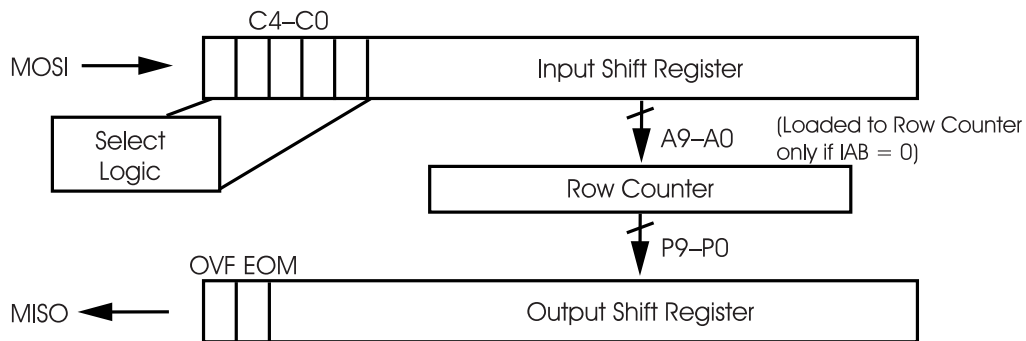 C4–C0
MOSI
Input Shift Register
Select
Logic
A9–A0
(Loaded to Row Counter
only if IAB = 0)
Row Counter
P9–P0
OVF EOM
MISO
Output Shift Register